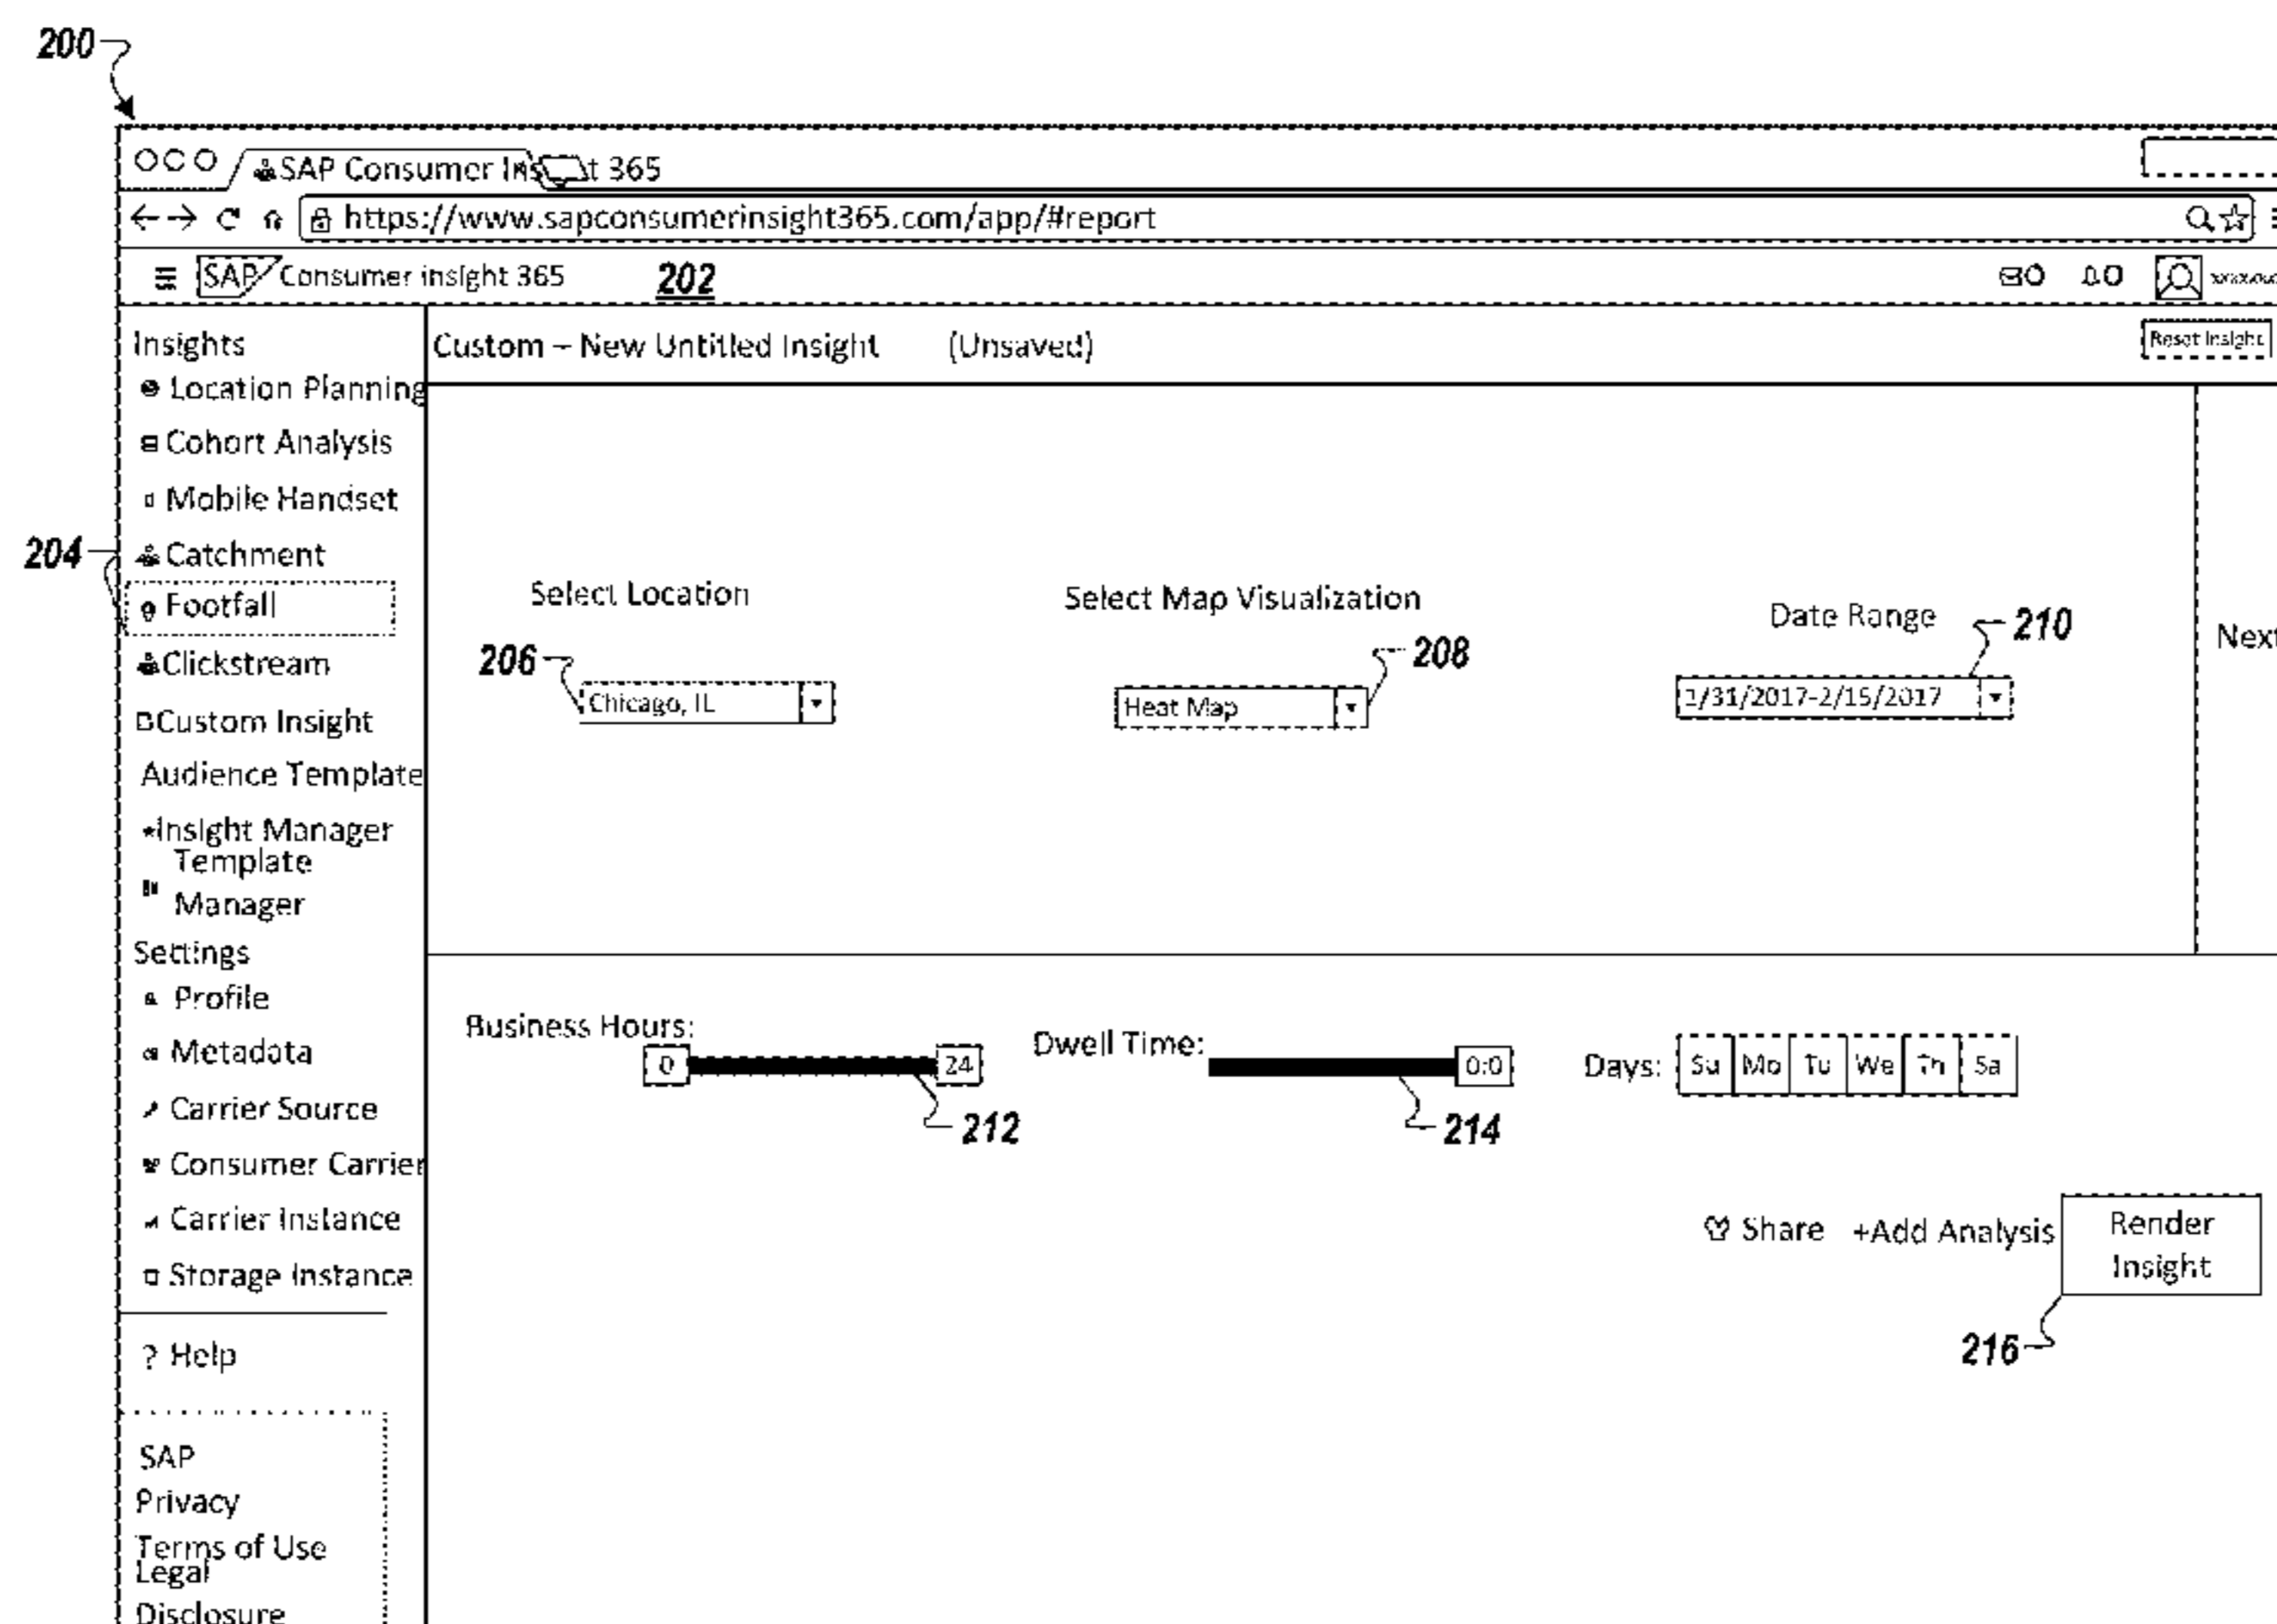 200
SAP Consumer Ins t 365
https://www.sapconsumerinsight365.com/app/#report
SAP Consumer insight 365
202
Insights
Custom – New Untitled Insight (Unsaved)
Reset Insight
Location Planning
Cohort Analysis
Mobile Handset
204
Catchment
Footfall
Clickstream
Custom Insight
Audience Template
Insight Manager
Template
Manager
Select Location
206
Chicago, IL
Select Map Visualization
208
Heat Map
Date Range
210
1/31/2017-2/15/2017
Next
Settings
Profile
Metadata
Carrier Source
Consumer Carrier
Carrier Instance
Storage Instance
Business Hours:
0 24
212
Dwell Time:
0:0
214
Days: Su Mo Tu We Th Sa
Share +Add Analysis
Render
Insight
216
? Help
SAP
Privacy
Terms of Use
Legal
Disclosure